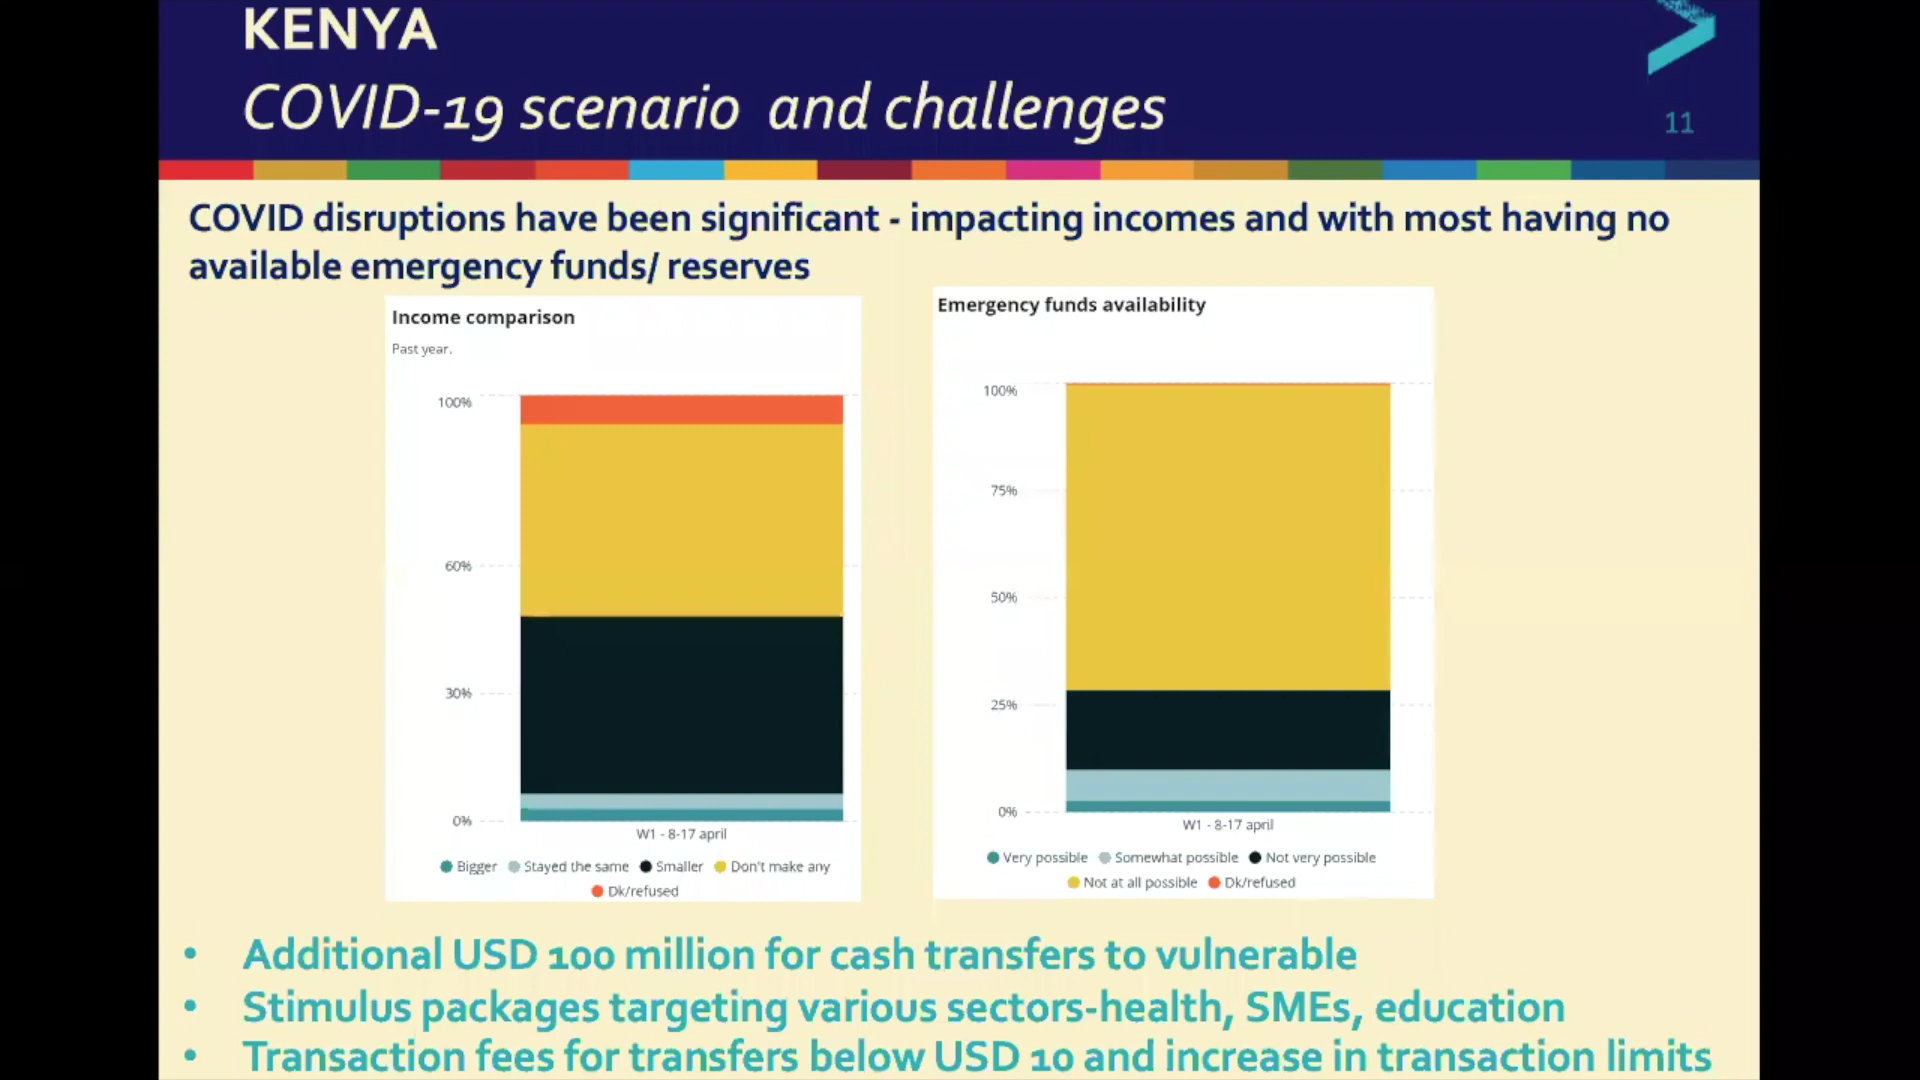 KENYA
COVID-19 scenario and challenges
11
COVID disruptions have been significant - impacting incomes and with most having no
available emergency funds/ reserves
Income comparison
Past year.
100%
60%
30%
0%
W1 - 8-17 april
Bigger Stayed the same Smaller Don't make any
Dk/refused
Emergency funds availability
100%
75%
50%
25%
0%
W1 - 8-17 april
Very possible Somewhat possible Not very possible
Not at all possible Dk/refused
• Additional USD 100 million for cash transfers to vulnerable
• Stimulus packages targeting various sectors-health, SMEs, education
• Transaction fees for transfers below USD 10 and increase in transaction limits